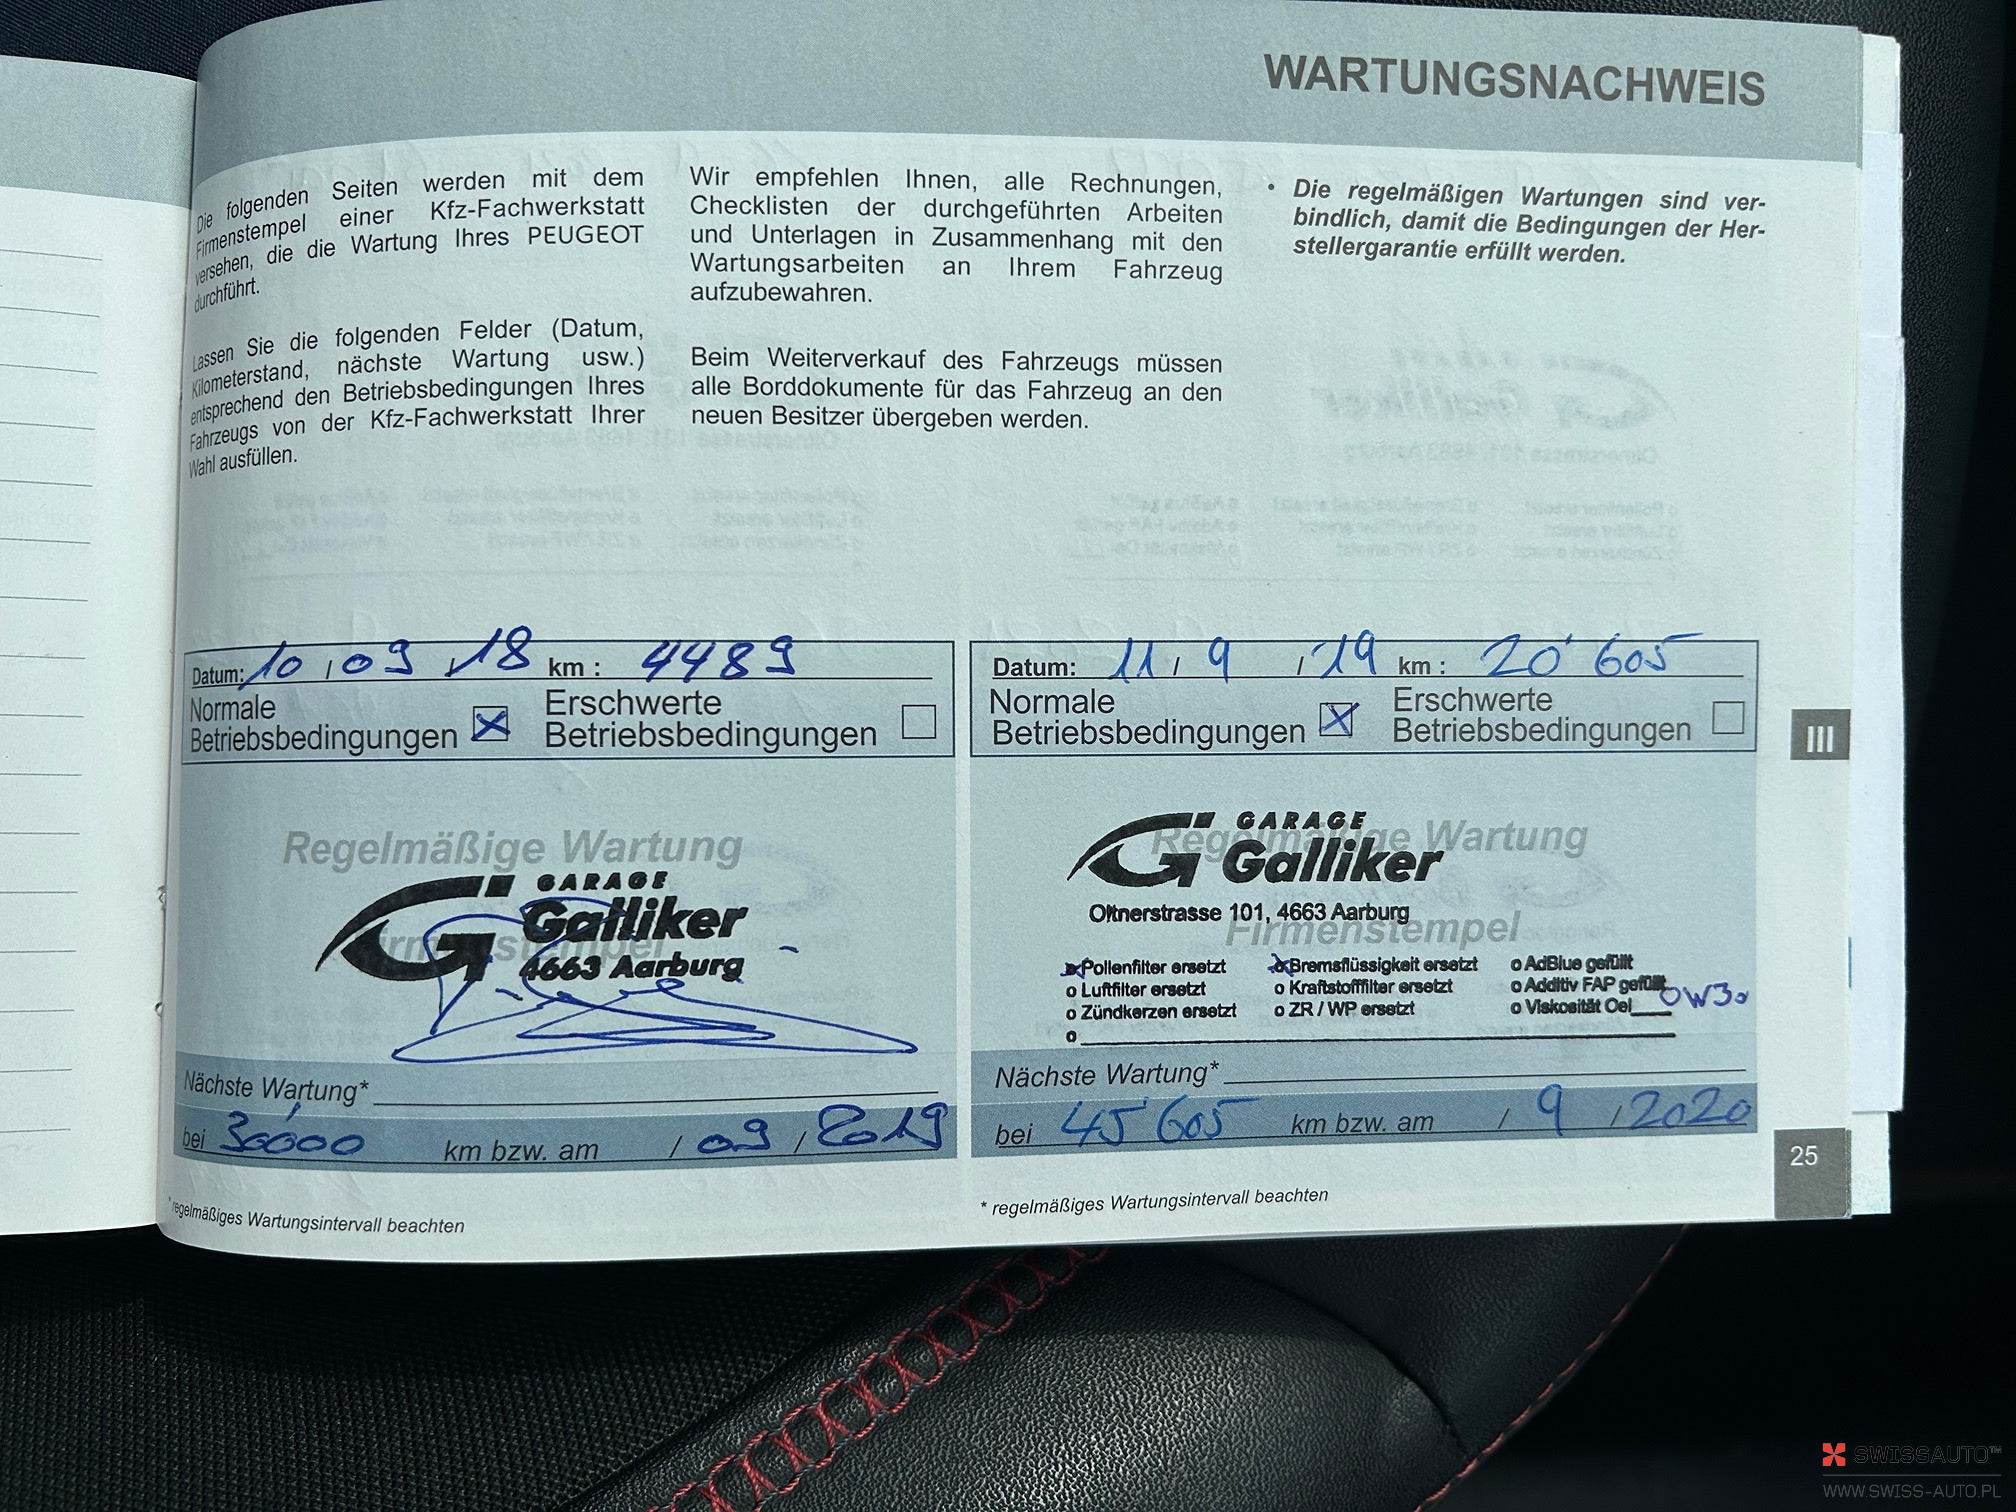 WARTUNGSNACHWEIS
Die folgenden Seiten werden mit dem
Firmenstempel einer Kfz-Fachwerkstatt
versehen, die die Wartung Ihres PEUGEOT
durchführt.
Lassen Sie die folgenden Felder (Datum,
Kilometerstand, nächste Wartung usw.)
entsprechend den Betriebsbedingungen Ihres
Fahrzeugs von der Kfz-Fachwerkstatt Ihrer
Wahl ausfüllen.
Wir empfehlen Ihnen, alle Rechnungen,
Checklisten der durchgeführten Arbeiten
und Unterlagen in Zusammenhang mit den
Wartungsarbeiten an Ihrem Fahrzeug
aufzubewahren.
Beim Weiterverkauf des Fahrzeugs müssen
alle Borddokumente für das Fahrzeug an den
neuen Besitzer übergeben werden.
• Die regelmäßigen Wartungen sind ver-
bindlich, damit die Bedingungen der Her-
stellergarantie erfüllt werden.
Datum: 10 / 09 / 18 km : 4489
Normale
Betriebsbedingungen
Erschwerte
Betriebsbedingungen
Regelmäßige Wartung
GARAGE
Galliker
Firmenstempel
4663 Aarburg
Nächste Wartung*
bei 30'000 km bzw. am / 09 / 2019
* regelmäßiges Wartungsintervall beachten
Datum: 11 / 9 / 19 km : 20'605
Normale
Betriebsbedingungen
Erschwerte
Betriebsbedingungen
GARAGE
Regelmäßige Wartung
Galliker
Oltnerstrasse 101, 4663 Aarburg
Firmenstempel
o Pollenfilter ersetzt o Bremsflüssigkeit ersetzt o AdBlue gefüllt
o Luftfilter ersetzt o Kraftstofffilter ersetzt o Additiv FAP gefüllt
o Zündkerzen ersetzt o ZR / WP ersetzt o Viskosität Oel 0W30
o
Nächste Wartung*
bei 45'605 km bzw. am / 9 / 2020
* regelmäßiges Wartungsintervall beachten
III
25
SWISSAUTO™
WWW.SWISS-AUTO.PL